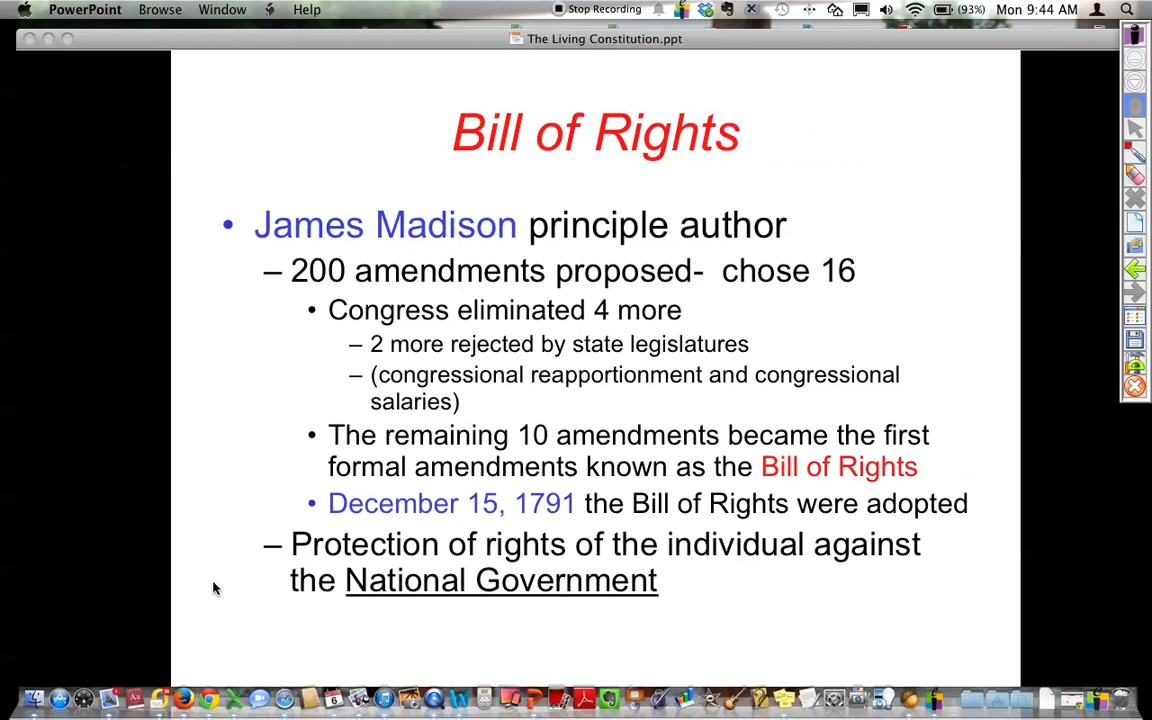 PowerPoint Browse Window Help Stop Recording (93%) Mon 9:44 AM
The Living Constitution.ppt
Bill of Rights
• James Madison principle author
– 200 amendments proposed- chose 16
• Congress eliminated 4 more
– 2 more rejected by state legislatures
– (congressional reapportionment and congressional
salaries)
• The remaining 10 amendments became the first
formal amendments known as the Bill of Rights
• December 15, 1791 the Bill of Rights were adopted
– Protection of rights of the individual against
the National Government